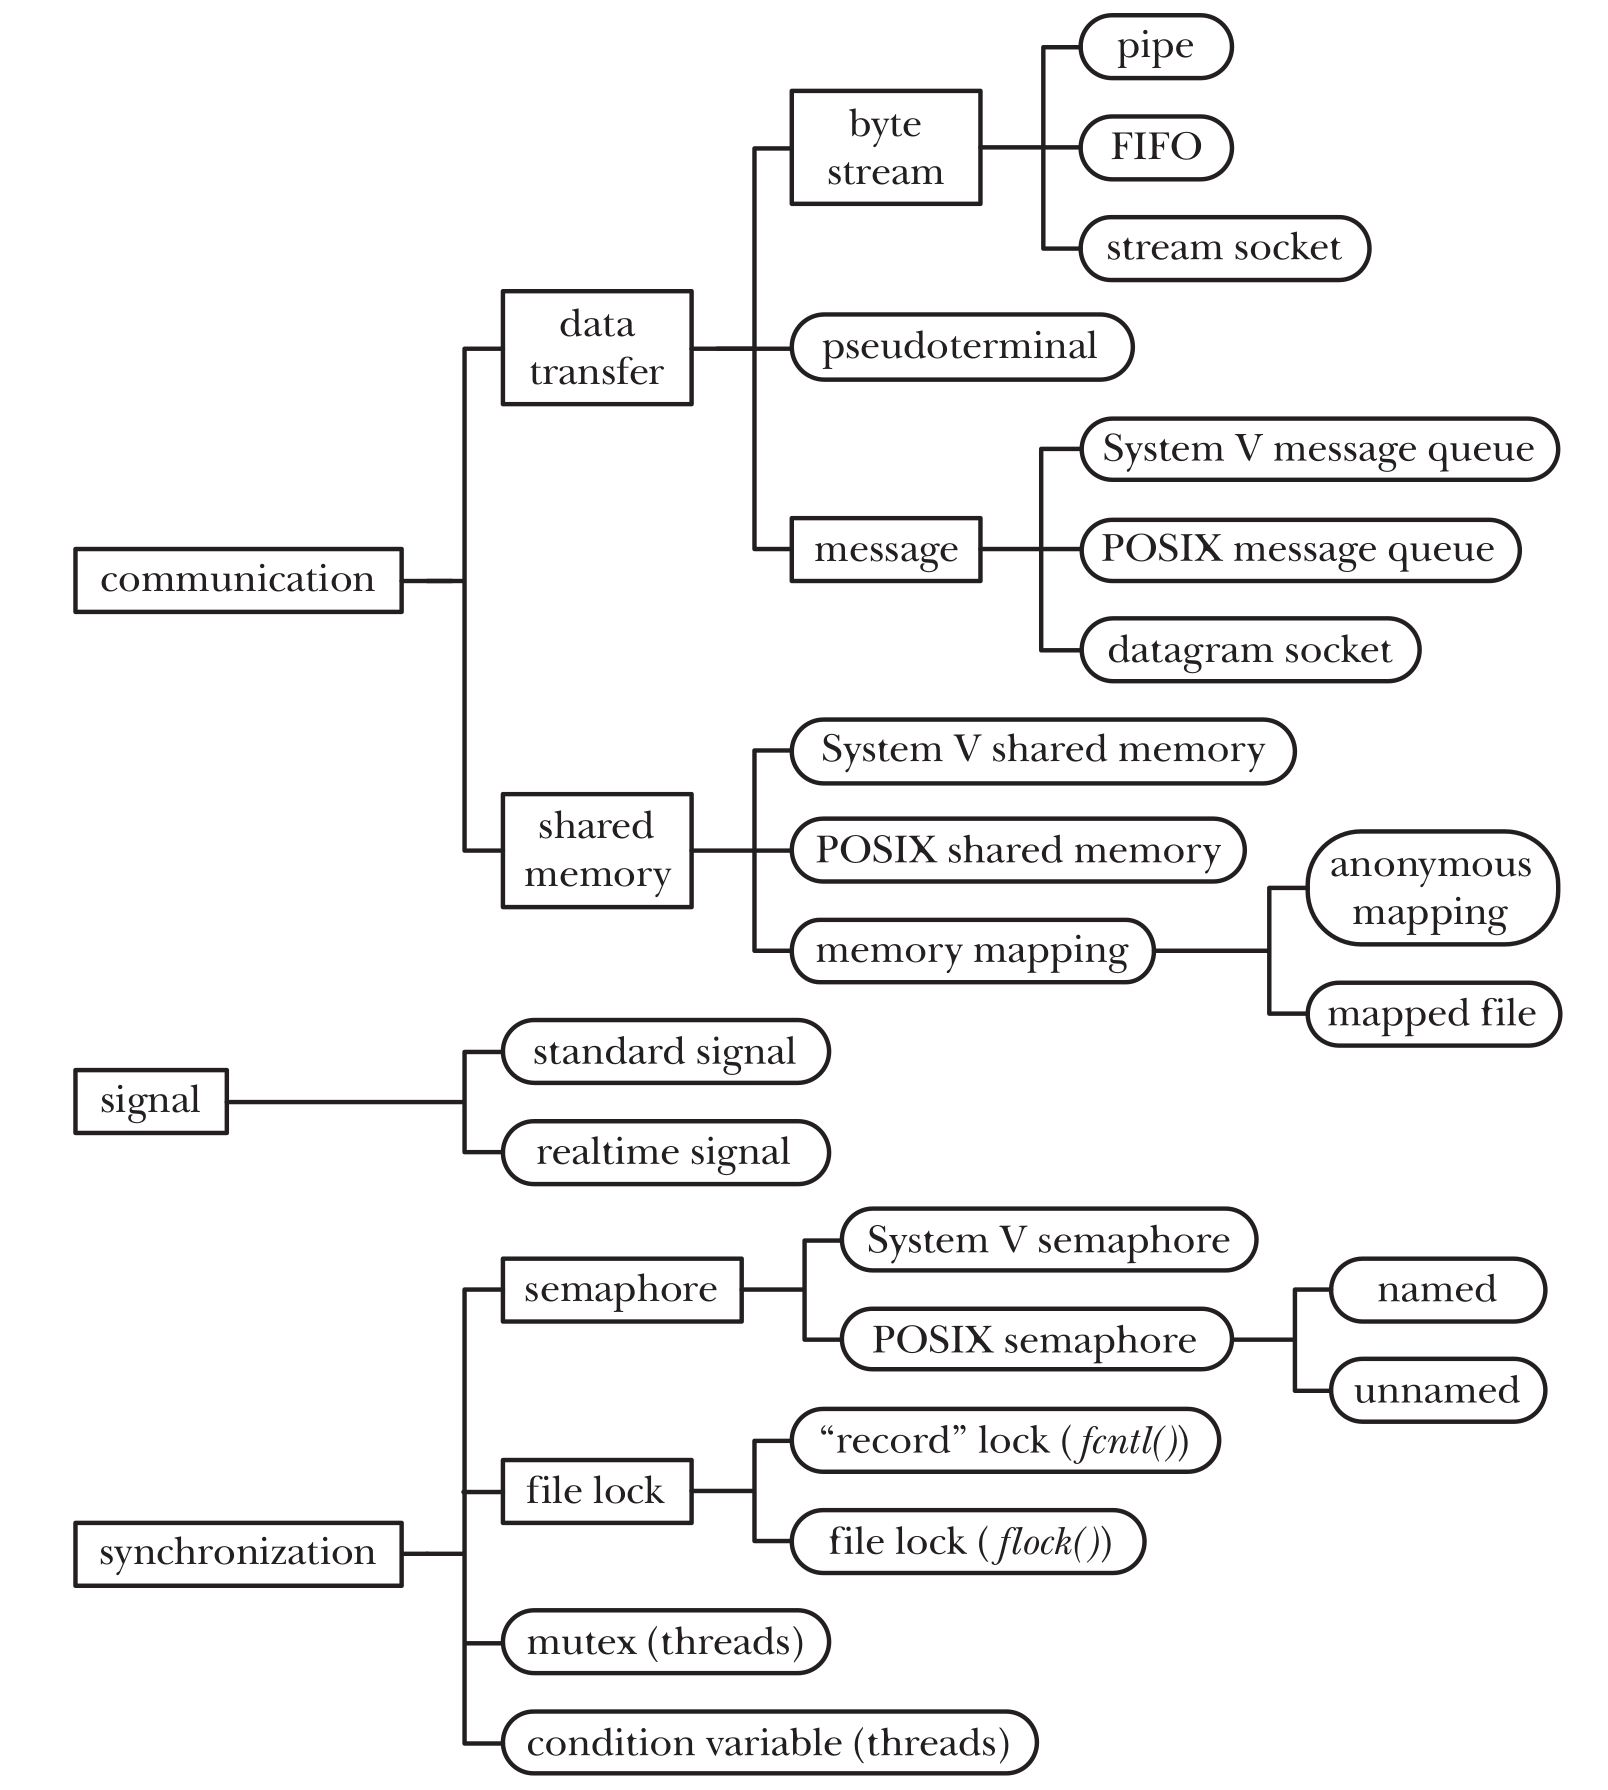 pipe
byte
stream
FIFO
stream socket
data
transfer
pseudoterminal
System V message queue
message
POSIX message queue
datagram socket
communication
System V shared memory
shared
memory
POSIX shared memory
memory mapping
anonymous
mapping
mapped file
signal
standard signal
realtime signal
semaphore
System V semaphore
POSIX semaphore
named
unnamed
file lock
“record” lock (fcntl())
file lock (flock())
synchronization
mutex (threads)
condition variable (threads)